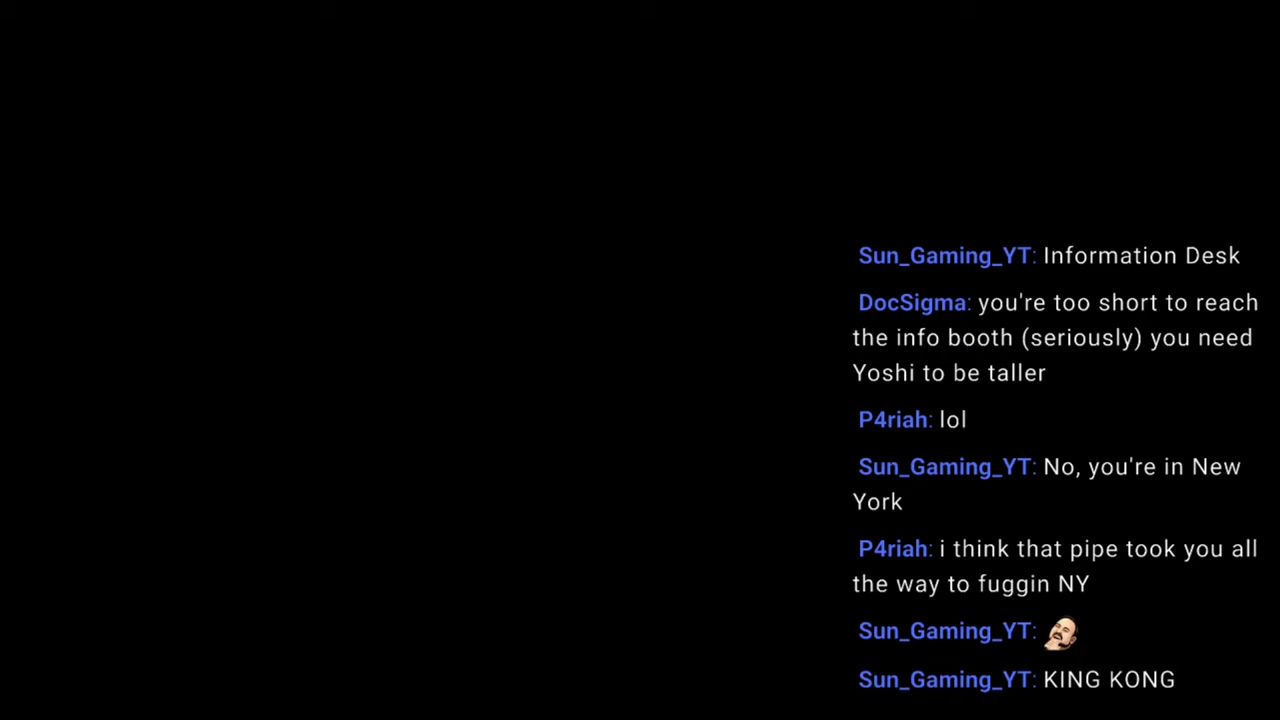 Sun_Gaming_YT: Information Desk
DocSigma: you're too short to reach
the info booth (seriously) you need
Yoshi to be taller
P4riah: lol
Sun_Gaming_YT: No, you're in New
York
P4riah: i think that pipe took you all
the way to fuggin NY
Sun_Gaming_YT:
Sun_Gaming_YT: KING KONG